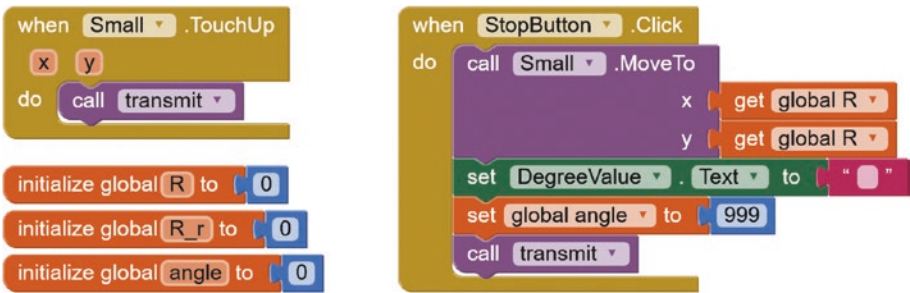 when Small .TouchUp
x y
do call transmit
initialize global R to 0
initialize global R_r to 0
initialize global angle to 0
when StopButton .Click
do call Small .MoveTo
x get global R
y get global R
set DegreeValue . Text to " "
set global angle to 999
call transmit